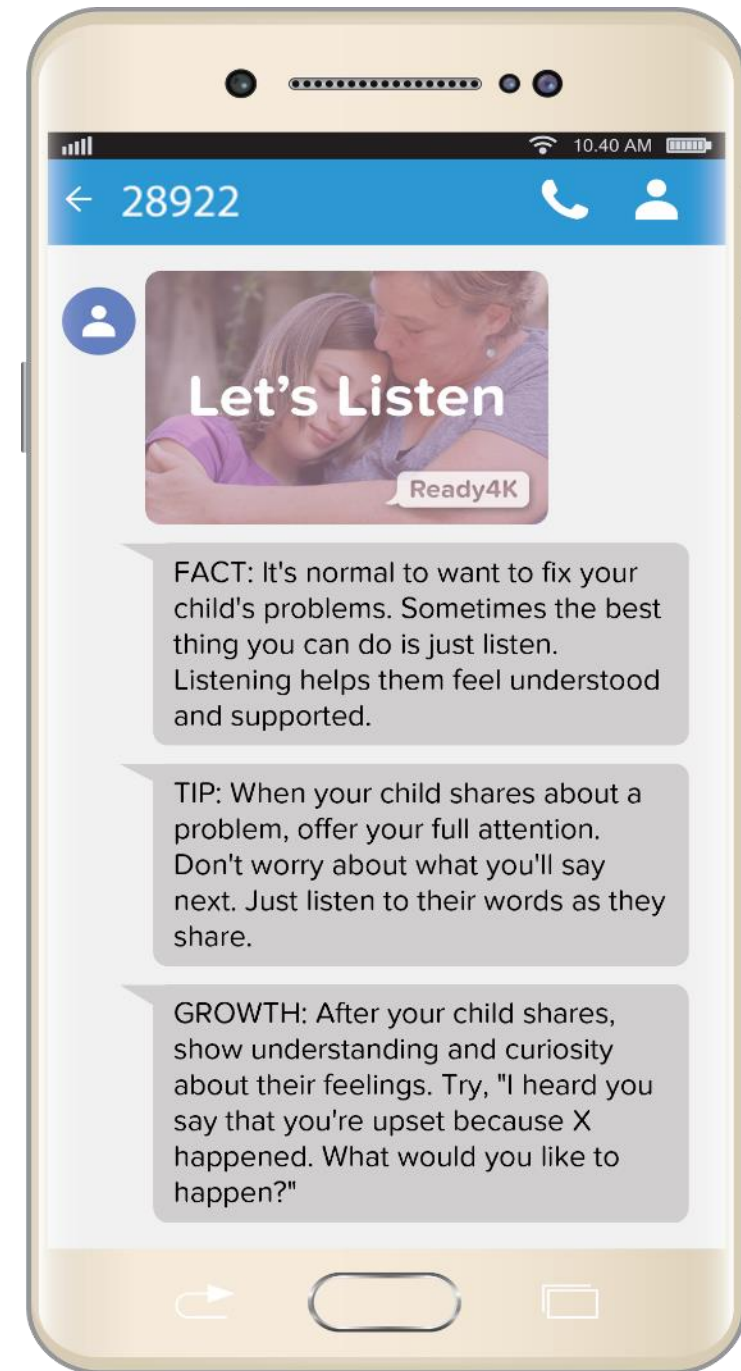 10.40 AM
28922
Let's Listen
Ready4K
FACT: It's normal to want to fix your
child's problems. Sometimes the best
thing you can do is just listen.
Listening helps them feel understood
and supported.
TIP: When your child shares about a
problem, offer your full attention.
Don't worry about what you'll say
next. Just listen to their words as they
share.
GROWTH: After your child shares,
show understanding and curiosity
about their feelings. Try, "I heard you
say that you're upset because X
happened. What would you like to
happen?"